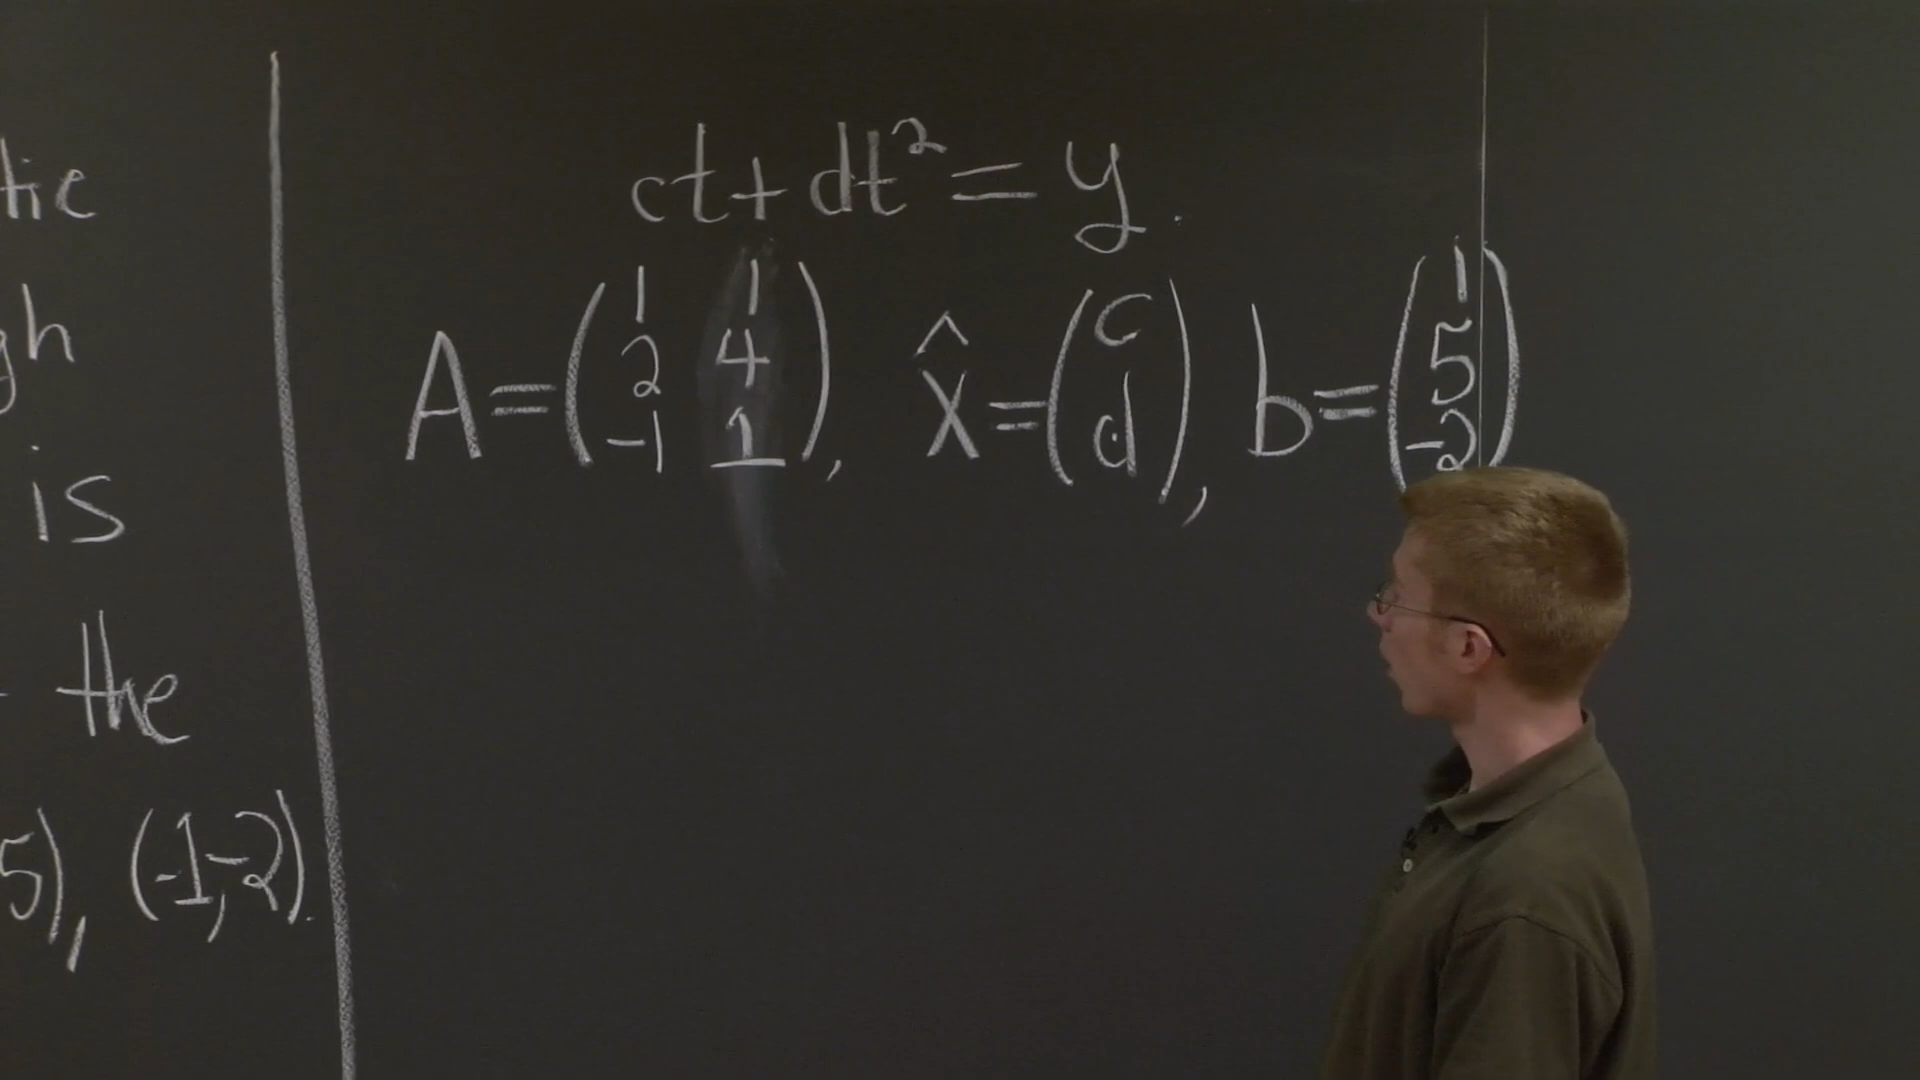 tic
gh
is
the
5), (-1,-2).
ct+dt²=y.
A=(1 1
2 4
-1 1), x̂=(c
d), b=(1
5
-2)